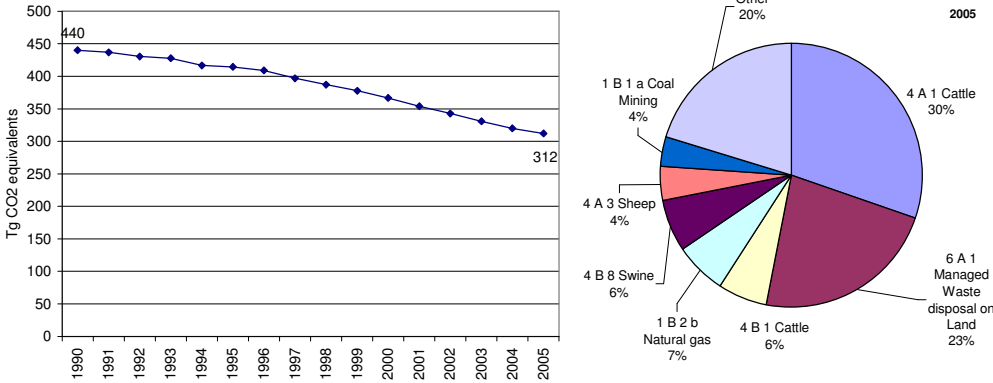 500
450
400
350
300
250
200
150
100
50
0
Tg CO2 equivalents
440
312
1990
1991
1992
1993
1994
1995
1996
1997
1998
1999
2000
2001
2002
2003
2004
2005
2005
Other
20%
1 B 1 a Coal
Mining
4%
4 A 3 Sheep
4%
4 B 8 Swine
6%
1 B 2 b
Natural gas
7%
4 B 1 Cattle
6%
6 A 1
Managed
Waste
disposal on
Land
23%
4 A 1 Cattle
30%